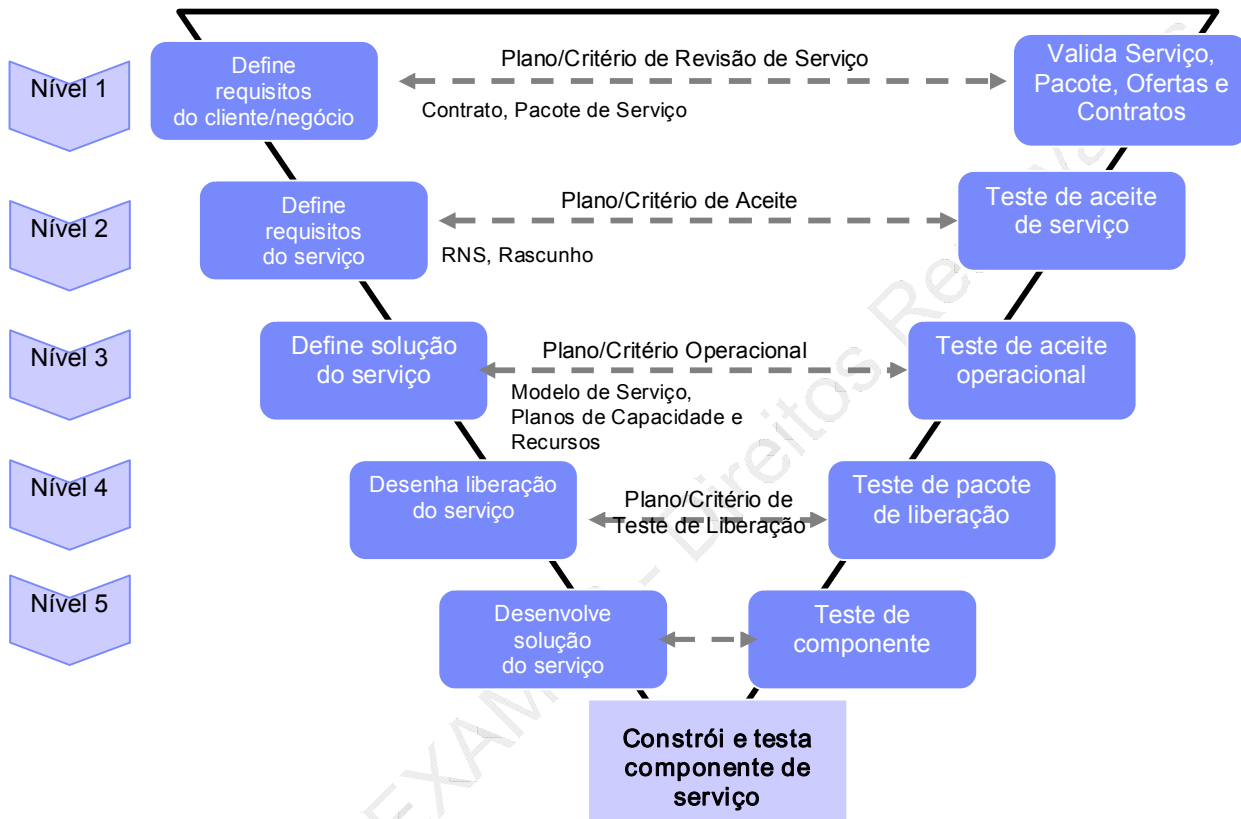 Nível 1
Define
requisitos
do cliente/negócio
Plano/Critério de Revisão de Serviço
Contrato, Pacote de Serviço
Valida Serviço,
Pacote, Ofertas e
Contratos
Nível 2
Define
requisitos
do serviço
Plano/Critério de Aceite
RNS, Rascunho
Teste de aceite
de serviço
Nível 3
Define solução
do serviço
Plano/Critério Operacional
Modelo de Serviço,
Planos de Capacidade e
Recursos
Teste de aceite
operacional
Nível 4
Desenha liberação
do serviço
Plano/Critério de
Teste de Liberação
Teste de pacote
de liberação
Nível 5
Desenvolve
solução
do serviço
Teste de
componente
Constrói e testa
componente de
serviço
- Direitos